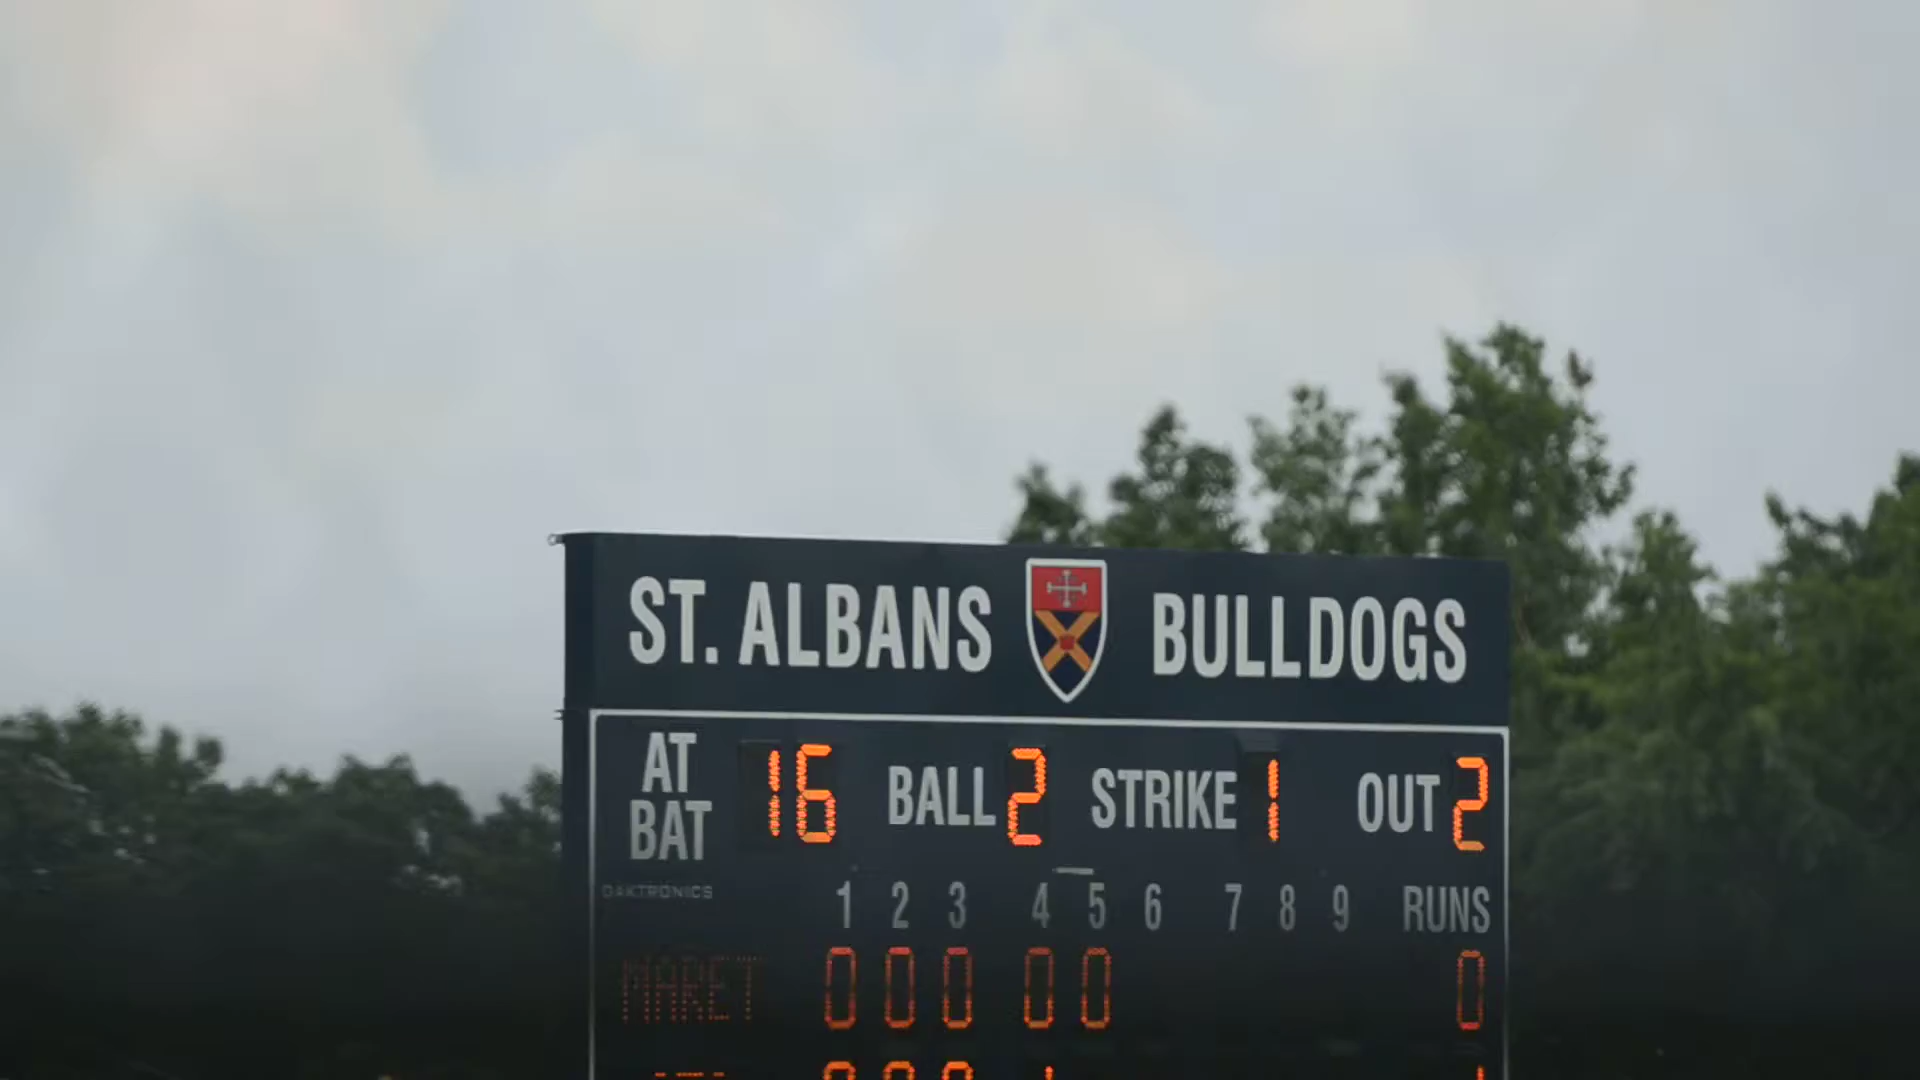 ST. ALBANS BULLDOGS
AT BAT 16 BALL 2 STRIKE 1 OUT 2
DAKTRONICS
1 2 3 4 5 6 7 8 9 RUNS
MARET 0 0 0 0 0 0